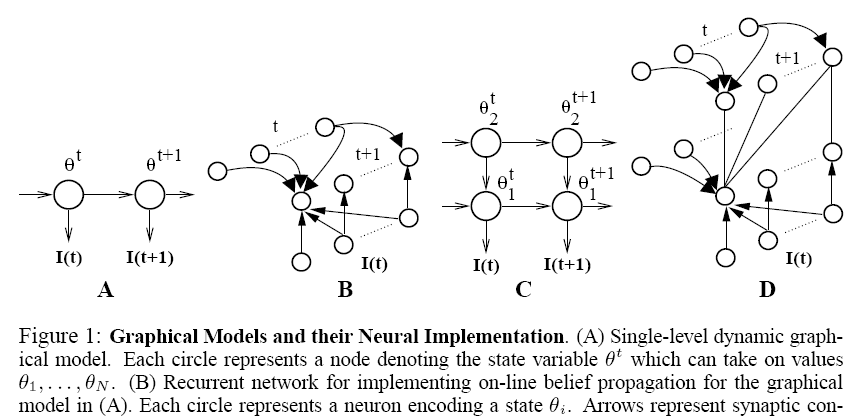 t
t+1
θ^t θ^{t+1}
I(t) I(t+1)
A
t
t+1
I(t)
B
θ_2^t θ_2^{t+1}
θ_1^t θ_1^{t+1}
I(t) I(t+1)
C
I(t)
D
Figure 1: Graphical Models and their Neural Implementation. (A) Single-level dynamic graph-
ical model. Each circle represents a node denoting the state variable θ^t which can take on values
θ_1, . . . , θ_N. (B) Recurrent network for implementing on-line belief propagation for the graphical
model in (A). Each circle represents a neuron encoding a state θ_i. Arrows represent synaptic con-